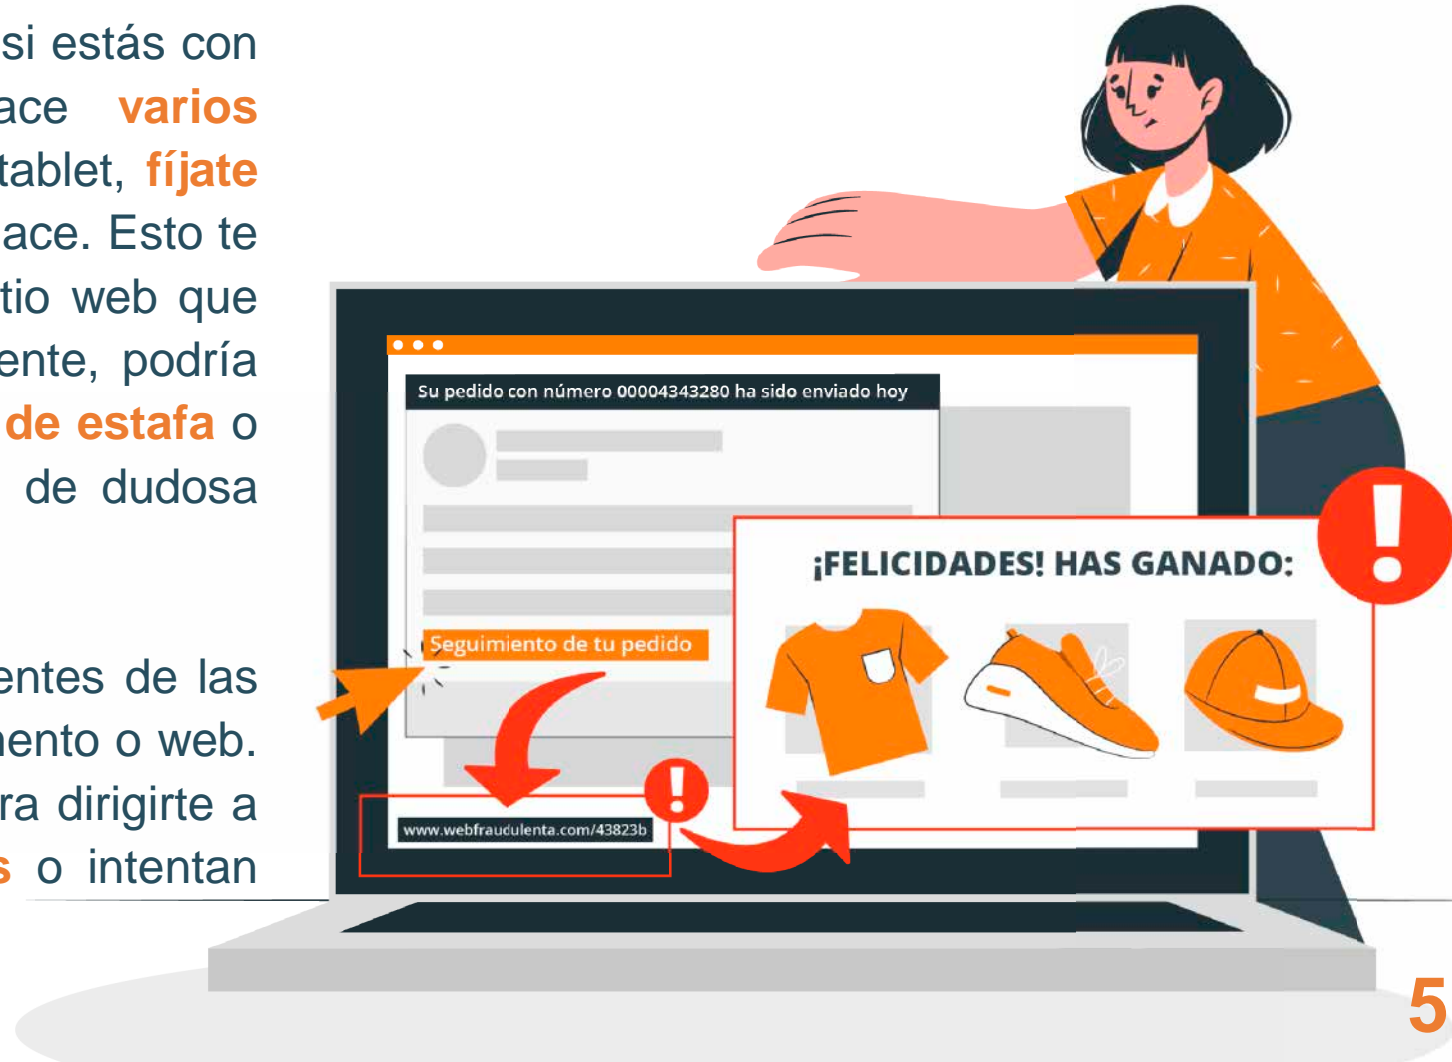 si estás con
ace varios
tablet, fíjate
ace. Esto te
tio web que
ente, podría
de estafa o
de dudosa
entes de las
nento o web.
ra dirigirte a
s o intentan
Su pedido con número 00004343280 ha sido enviado hoy
Seguimiento de tu pedido
www.webfraudulenta.com/43823b
¡FELICIDADES! HAS GANADO:
5